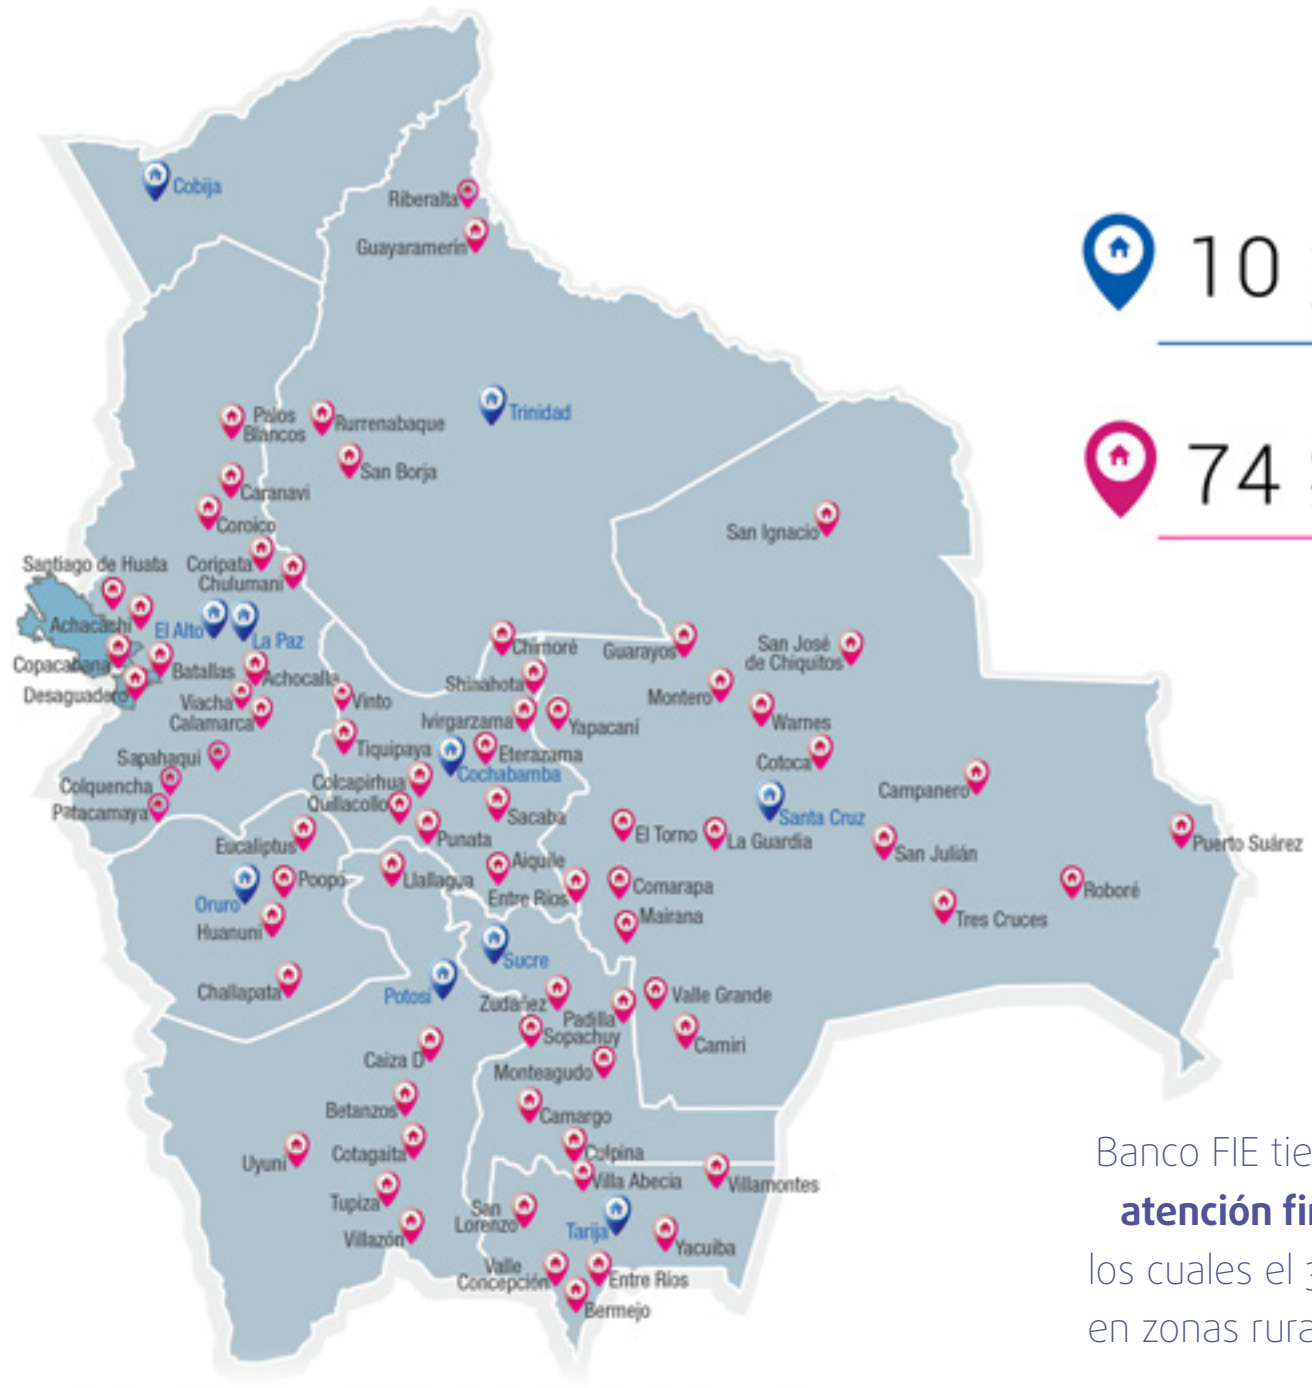 Cobija
Riberalta
Guayaramerín
10
74
Palos
Blancos
Rurrenabaque
Trinidad
San Borja
Caranavi
Coroico
San Ignacio
Santiago de Huata
Coripata
Chulumani
Achacachi
El Alto
La Paz
Copacabana
Batallas
Achocalla
Desaguadero
Viacha
Calamarca
Vinto
Chimoré
Guarayos
San José
de Chiquitos
Shinahota
Montero
Ivirgarzama
Yapacaní
Warnes
Tiquipaya
Eterazama
Cochabamba
Cotoca
Sapahaqui
Colquencha
Patacamaya
Colcapirhua
Quillacollo
Campanero
Sacaba
Santa Cruz
Eucaliptus
Punata
El Torno
La Guardia
San Julián
Puerto Suárez
Poopó
Llallagua
Aiquile
Entre Ríos
Comarapa
Roboré
Oruro
Huanuni
Mairana
Tres Cruces
Sucre
Challapata
Potosí
Zudañez
Padilla
Valle Grande
Sopachuy
Camiri
Caiza D
Monteagudo
Betanzos
Camargo
Uyuni
Cotagaita
Culpina
Villa Abecia
Villamontes
Tupiza
San
Lorenzo
Tarija
Villazón
Yacuiba
Valle
Concepción
Entre Ríos
Bermejo
Banco FIE tie
atención fi
los cuales el 3
en zonas rura